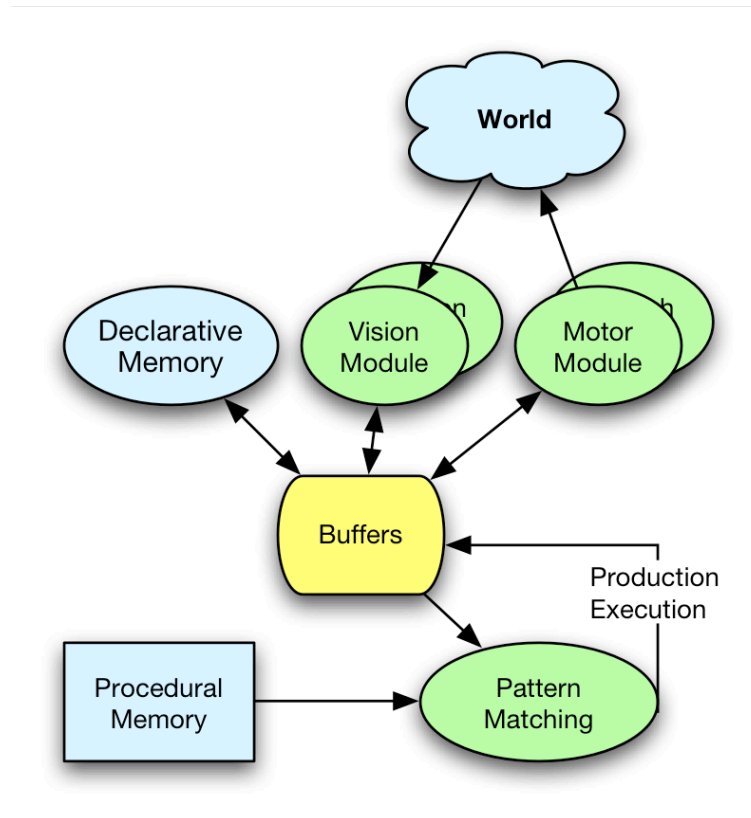 World
Declarative
Memory
Vision
Module
Motor
Module
Buffers
Production
Execution
Procedural
Memory
Pattern
Matching